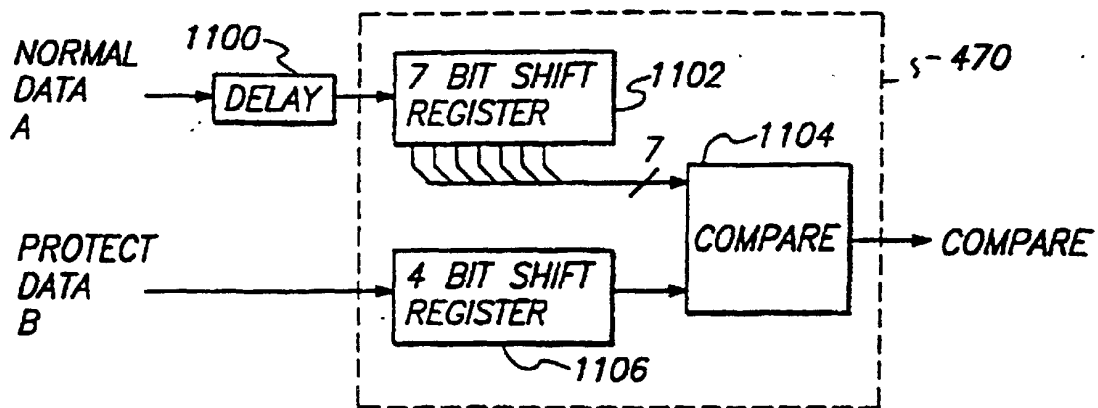 NORMAL
DATA
A
1100
DELAY
7 BIT SHIFT
REGISTER
1102
470
7
1104
COMPARE
COMPARE
PROTECT
DATA
B
4 BIT SHIFT
REGISTER
1106